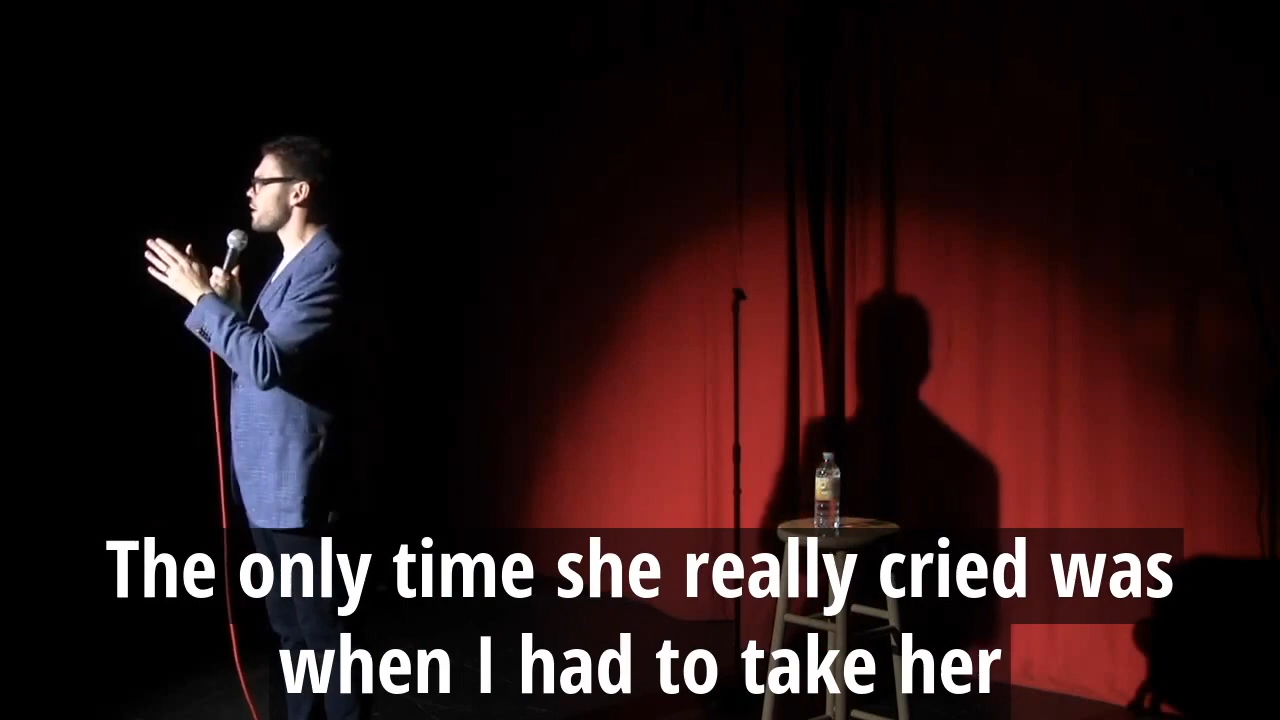 The only time she really cried was
when I had to take her